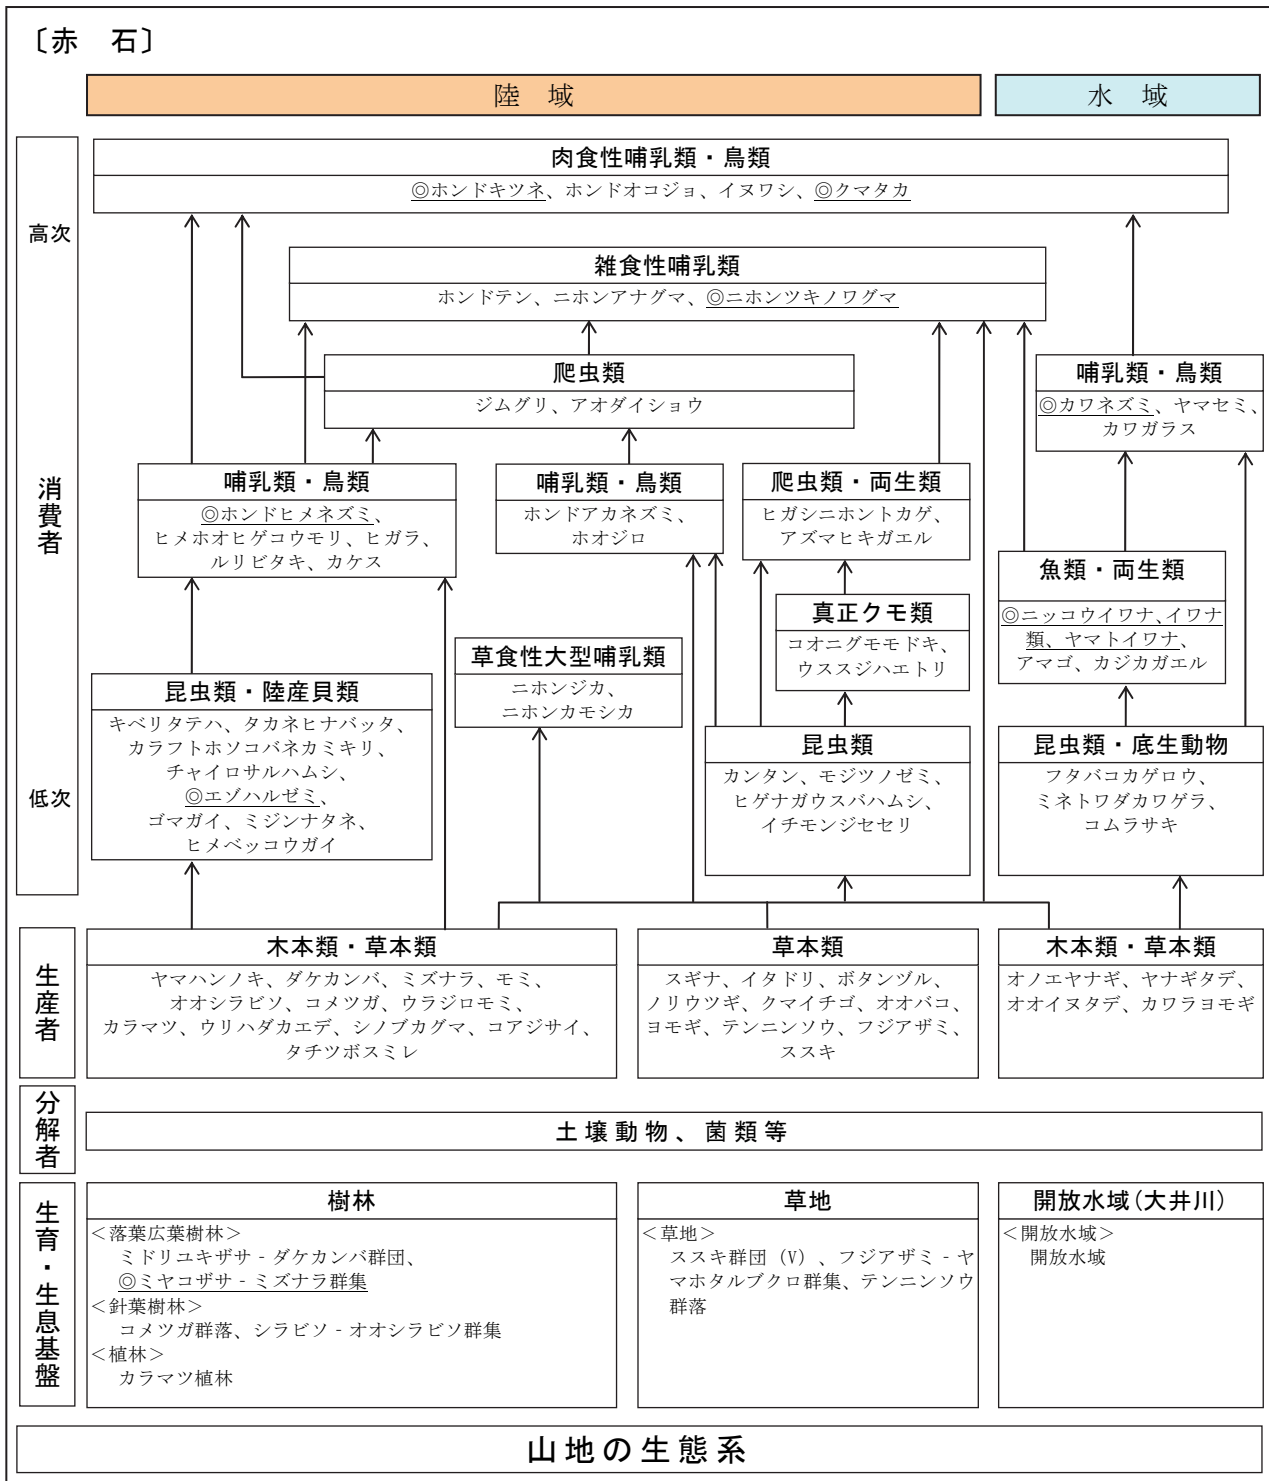 〔赤　石〕
陸　域
水　域
肉食性哺乳類・鳥類
◎ホンドキツネ、ホンドオコジョ、イヌワシ、◎クマタカ
高次
雑食性哺乳類
ホンドテン、ニホンアナグマ、◎ニホンツキノワグマ
爬虫類
ジムグリ、アオダイショウ
哺乳類・鳥類
◎カワネズミ、ヤマセミ、
カワガラス
消費者
哺乳類・鳥類
◎ホンドヒメネズミ、
ヒメホオヒゲコウモリ、ヒガラ、
ルリビタキ、カケス
哺乳類・鳥類
ホンドアカネズミ、
ホオジロ
爬虫類・両生類
ヒガシニホントカゲ、
アズマヒキガエル
魚類・両生類
◎ニッコウイワナ、イワナ
類、ヤマトイワナ、
アマゴ、カジカガエル
真正クモ類
コオニグモモドキ、
ウススジハエトリ
草食性大型哺乳類
ニホンジカ、
ニホンカモシカ
昆虫類・陸産貝類
キベリタテハ、タカネヒナバッタ、
カラフトホソコバネカミキリ、
チャイロサルハムシ、
◎エゾハルゼミ、
ゴマガイ、ミジンナタネ、
ヒメベッコウガイ
昆虫類
カンタン、モジツノゼミ、
ヒゲナガウスバハムシ、
イチモンジセセリ
昆虫類・底生動物
フタバコカゲロウ、
ミネトワダカワゲラ、
コムラサキ
低次
生産者
木本類・草本類
ヤマハンノキ、ダケカンバ、ミズナラ、モミ、
オオシラビソ、コメツガ、ウラジロモミ、
カラマツ、ウリハダカエデ、シノブカグマ、コアジサイ、
タチツボスミレ
草本類
スギナ、イタドリ、ボタンヅル、
ノリウツギ、クマイチゴ、オオバコ、
ヨモギ、テンニンソウ、フジアザミ、
ススキ
木本類・草本類
オノエヤナギ、ヤナギタデ、
オオイヌタデ、カワラヨモギ
分解者
土壌動物、菌類等
生育・生息基盤
樹林
＜落葉広葉樹林＞
ミドリユキザサ‐ダケカンバ群団、
◎ミヤコザサ‐ミズナラ群集
＜針葉樹林＞
コメツガ群落、シラビソ‐オオシラビソ群集
＜植林＞
カラマツ植林
草地
＜草地＞
ススキ群団（V）、フジアザミ‐ヤ
マホタルブクロ群集、テンニンソウ
群落
開放水域（大井川）
＜開放水域＞
開放水域
山地の生態系